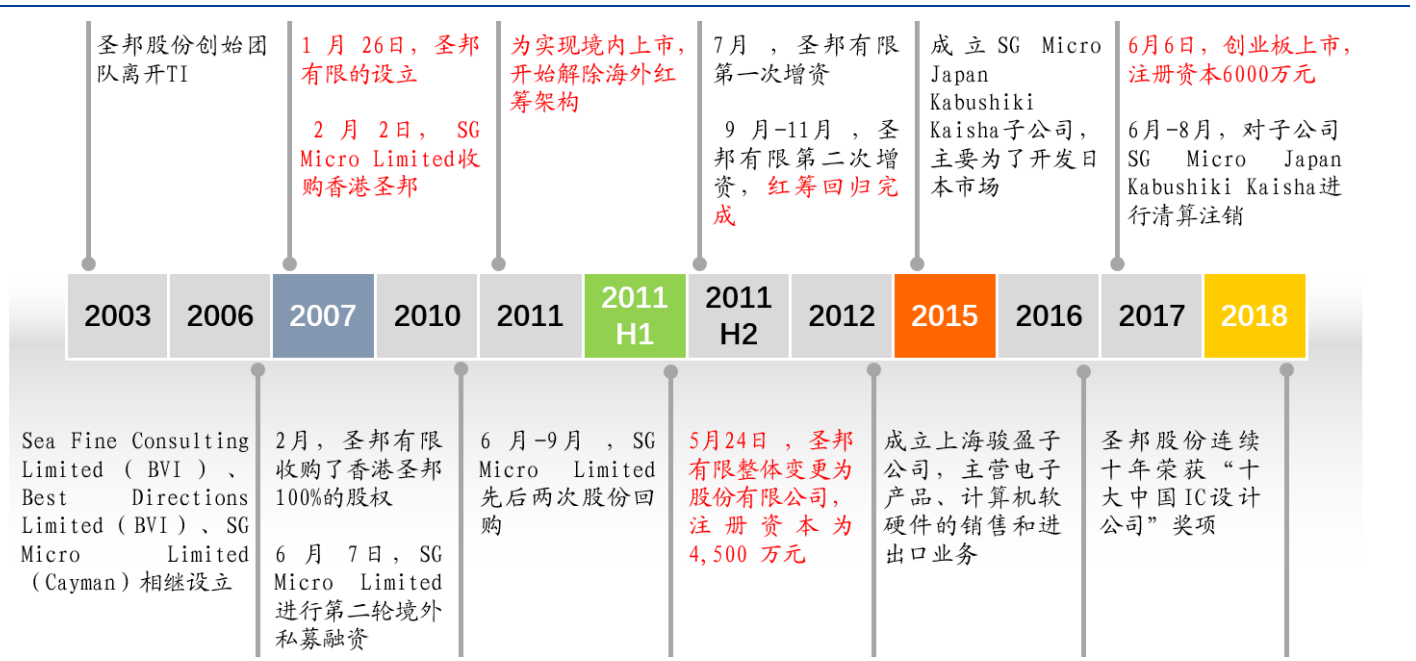 圣邦股份创始团
队离开TI
1 月 26日，圣邦
有限的设立
2 月 2日， SG
Micro Limited收
购香港圣邦
为实现境内上市，
开始解除海外红
筹架构
7月 ，圣邦有限
第一次增资
9 月-11月 ，圣
邦有限第二次增
资，红筹回归完
成
成 立 SG Micro
Japan
Kabushiki
Kaisha子公司，
主要为了开发日
本市场
6月6日，创业板上市，
注册资本6000万元
6月-8月，对子公司
SG Micro Japan
Kabushiki Kaisha进
行清算注销
2003
2006
2007
2010
2011
2011
H1
2011
H2
2012
2015
2016
2017
2018
Sea Fine Consulting
Limited（BVI）、
Best Directions
Limited（BVI）、SG
Micro Limited
（Cayman）相继设立
2月，圣邦有限
收购了香港圣邦
100%的股权
6 月 7日，SG
Micro Limited
进行第二轮境外
私募融资
6 月-9月 ，SG
Micro Limited
先后两次股份回
购
5月24日 ，圣邦
有限整体变更为
股份有限公司，
注 册 资 本 为
4,500 万元
成立上海骏盈子
公司，主营电子
产品、计算机软
硬件的销售和进
出口业务
圣邦股份连续
十年荣获“十
大中国IC设计
公司”奖项